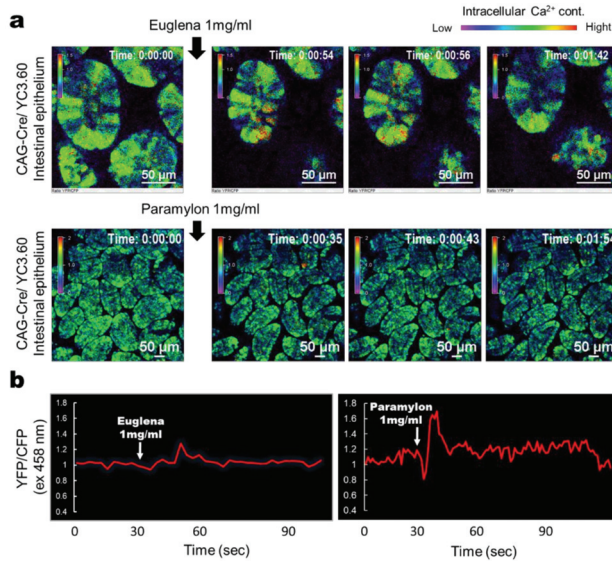 a
Euglena 1mg/ml
Intracellular Ca²⁺ cont.
Low
Hight
CAG-Cre/ YC3.60
Intestinal epithelium
Time: 0:00:00
Time: 0:00:54
Time: 0:00:56
Time: 0:01:42
50 µm
50 µm
50 µm
50 µm
Paramylon 1mg/ml
CAG-Cre/ YC3.60
Intestinal epithelium
Time: 0:00:00
Time: 0:00:35
Time: 0:00:43
Time: 0:01:54
50 µm
50 µm
50 µm
50 µm
b
YFP/CFP
(ex 458 nm)
1.8
1.6
1.4
1.2
1
0.8
0.6
0.4
Euglena
1mg/ml
0 30 60 90
Time (sec)
1.8
1.6
1.4
1.2
1
0.8
0.6
0.4
Paramylon
1mg/ml
0 30 60 90
Time (sec)